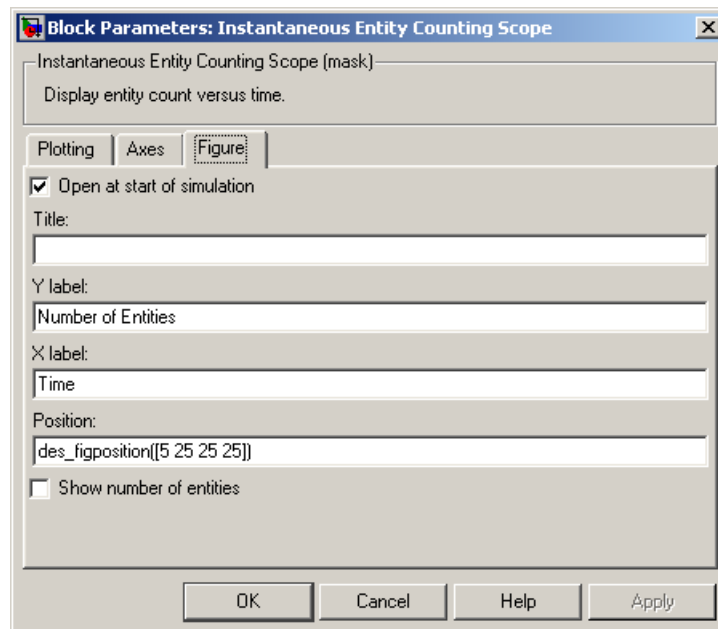 Block Parameters: Instantaneous Entity Counting Scope
Instantaneous Entity Counting Scope (mask)
Display entity count versus time.
Plotting Axes Figure
Open at start of simulation
Title:
Y label:
Number of Entities
X label:
Time
Position:
des_figposition([5 25 25 25])
Show number of entities
OK Cancel Help Apply